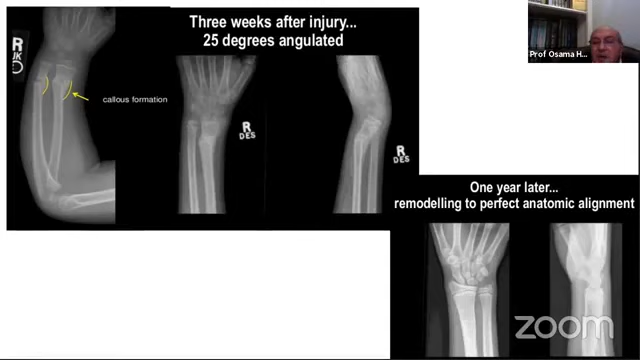 R
JK
callous formation
Three weeks after injury...
25 degrees angulated
R
DES
R
DES
Prof Osama H...
One year later...
remodelling to perfect anatomic alignment
zoom